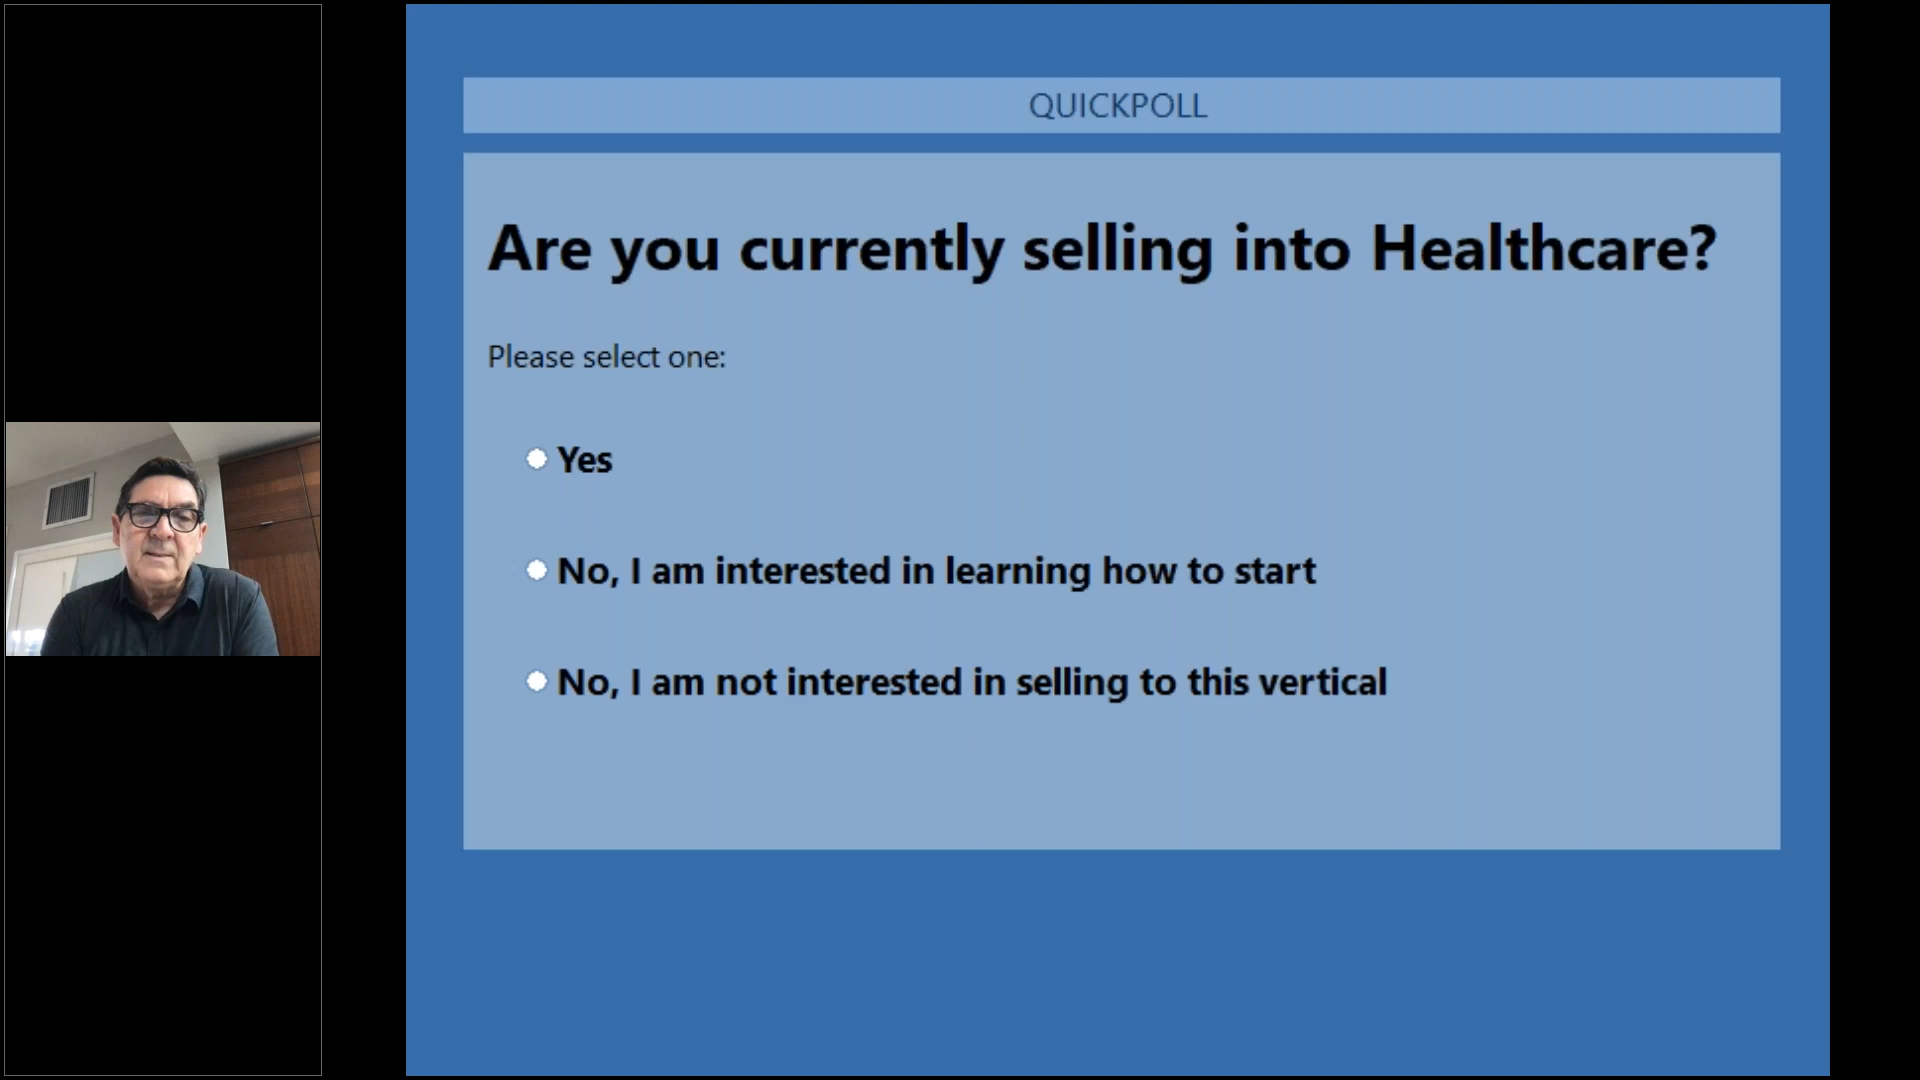 QUICKPOLL
Are you currently selling into Healthcare?
Please select one:
Yes
No, I am interested in learning how to start
No, I am not interested in selling to this vertical